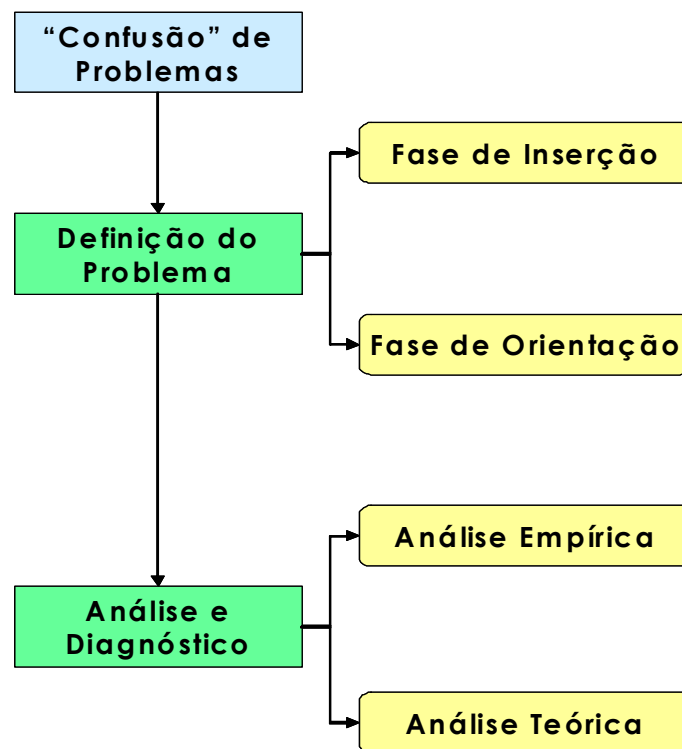 “Confusão” de
Problemas
Fase de Inserção
Definição do
Problema
Fase de Orientação
Análise Empírica
Análise e
Diagnóstico
Análise Teórica